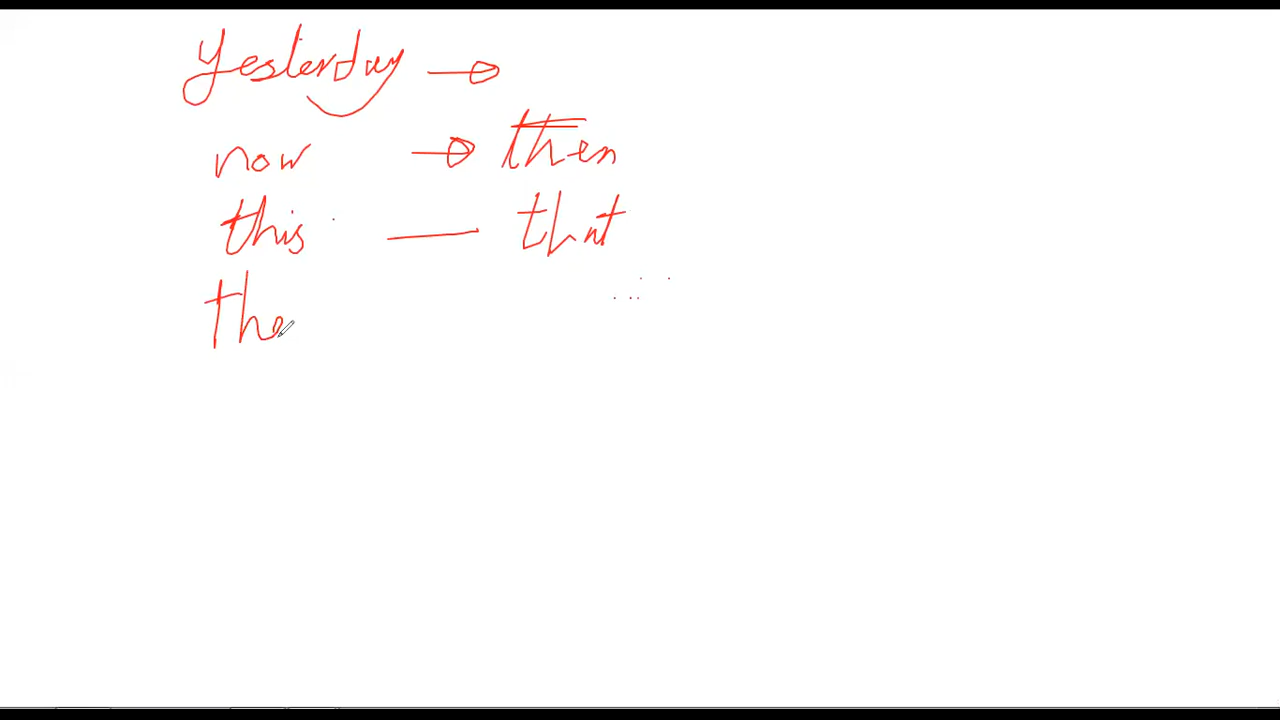 yesterday →
now → then
this — that
the